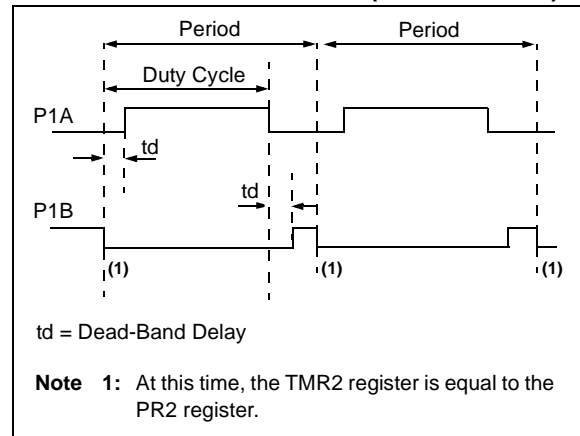 Period Period
Duty Cycle
P1A
td
td
P1B
(1) (1) (1)
td = Dead-Band Delay
Note 1: At this time, the TMR2 register is equal to the
PR2 register.